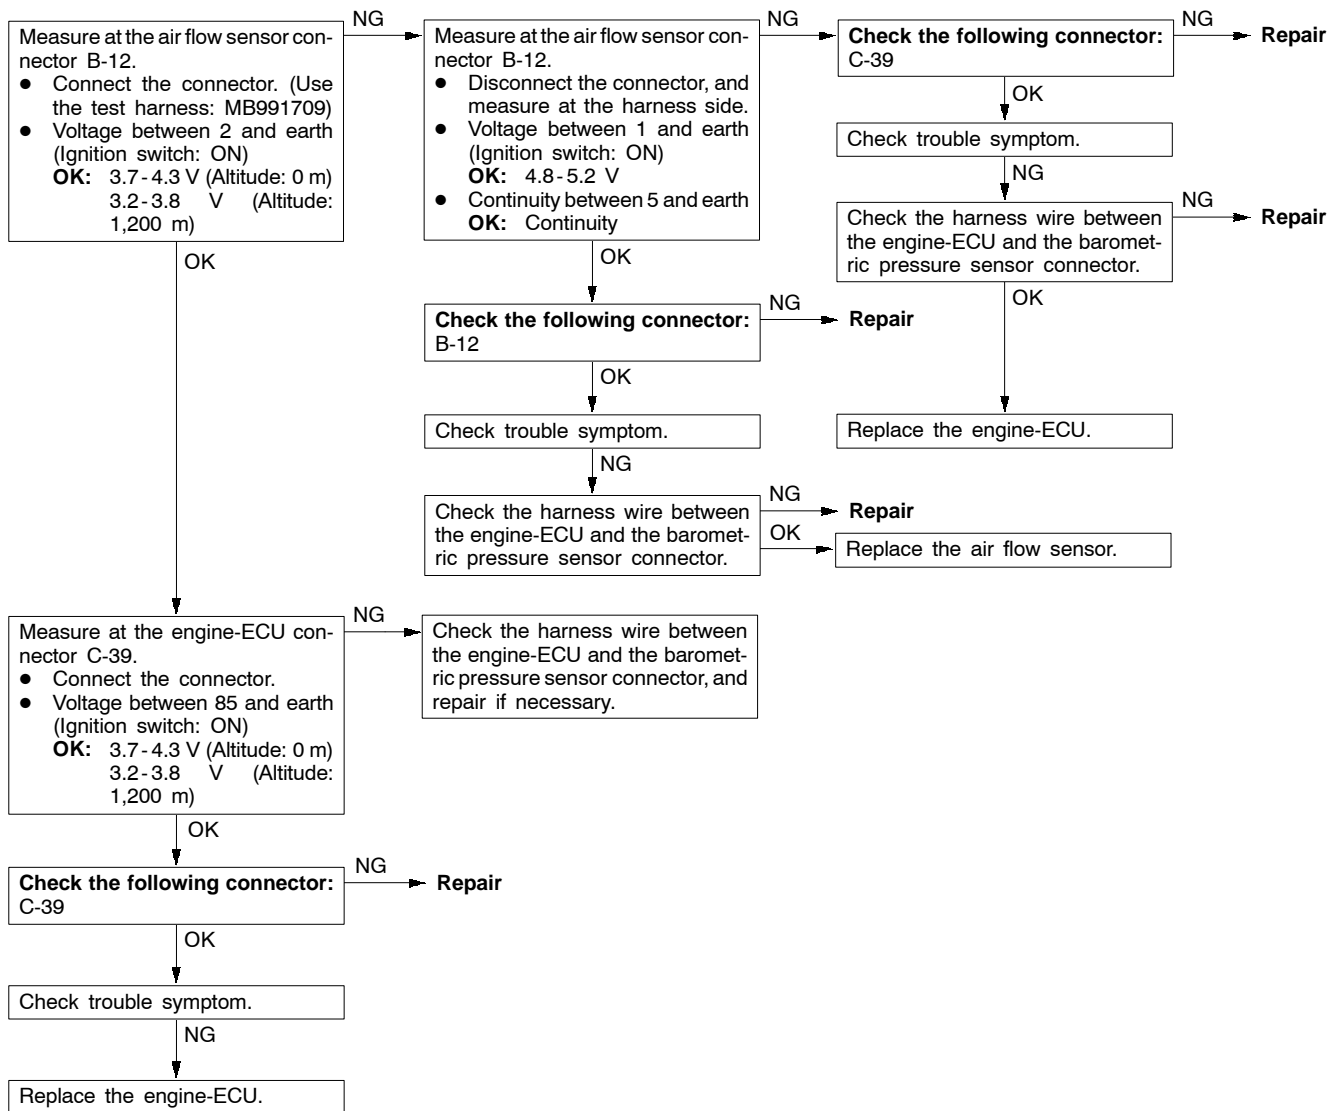 Measure at the air flow sensor con-
nector B-12.
● Connect the connector. (Use
the test harness: MB991709)
● Voltage between 2 and earth
(Ignition switch: ON)
OK: 3.7-4.3 V (Altitude: 0 m)
3.2-3.8 V (Altitude:
1,200 m)
NG
OK
Measure at the air flow sensor con-
nector B-12.
● Disconnect the connector, and
measure at the harness side.
● Voltage between 1 and earth
(Ignition switch: ON)
OK: 4.8-5.2 V
● Continuity between 5 and earth
OK: Continuity
NG
OK
Check the following connector:
C-39
NG
Repair
OK
Check trouble symptom.
NG
Check the harness wire between
the engine-ECU and the baromet-
ric pressure sensor connector.
NG
Repair
OK
Replace the engine-ECU.
Check the following connector:
B-12
NG
Repair
OK
Check trouble symptom.
NG
Check the harness wire between
the engine-ECU and the baromet-
ric pressure sensor connector.
NG
Repair
OK
Replace the air flow sensor.
Measure at the engine-ECU con-
nector C-39.
● Connect the connector.
● Voltage between 85 and earth
(Ignition switch: ON)
OK: 3.7-4.3 V (Altitude: 0 m)
3.2-3.8 V (Altitude:
1,200 m)
NG
Check the harness wire between
the engine-ECU and the baromet-
ric pressure sensor connector, and
repair if necessary.
OK
Check the following connector:
C-39
NG
Repair
OK
Check trouble symptom.
NG
Replace the engine-ECU.